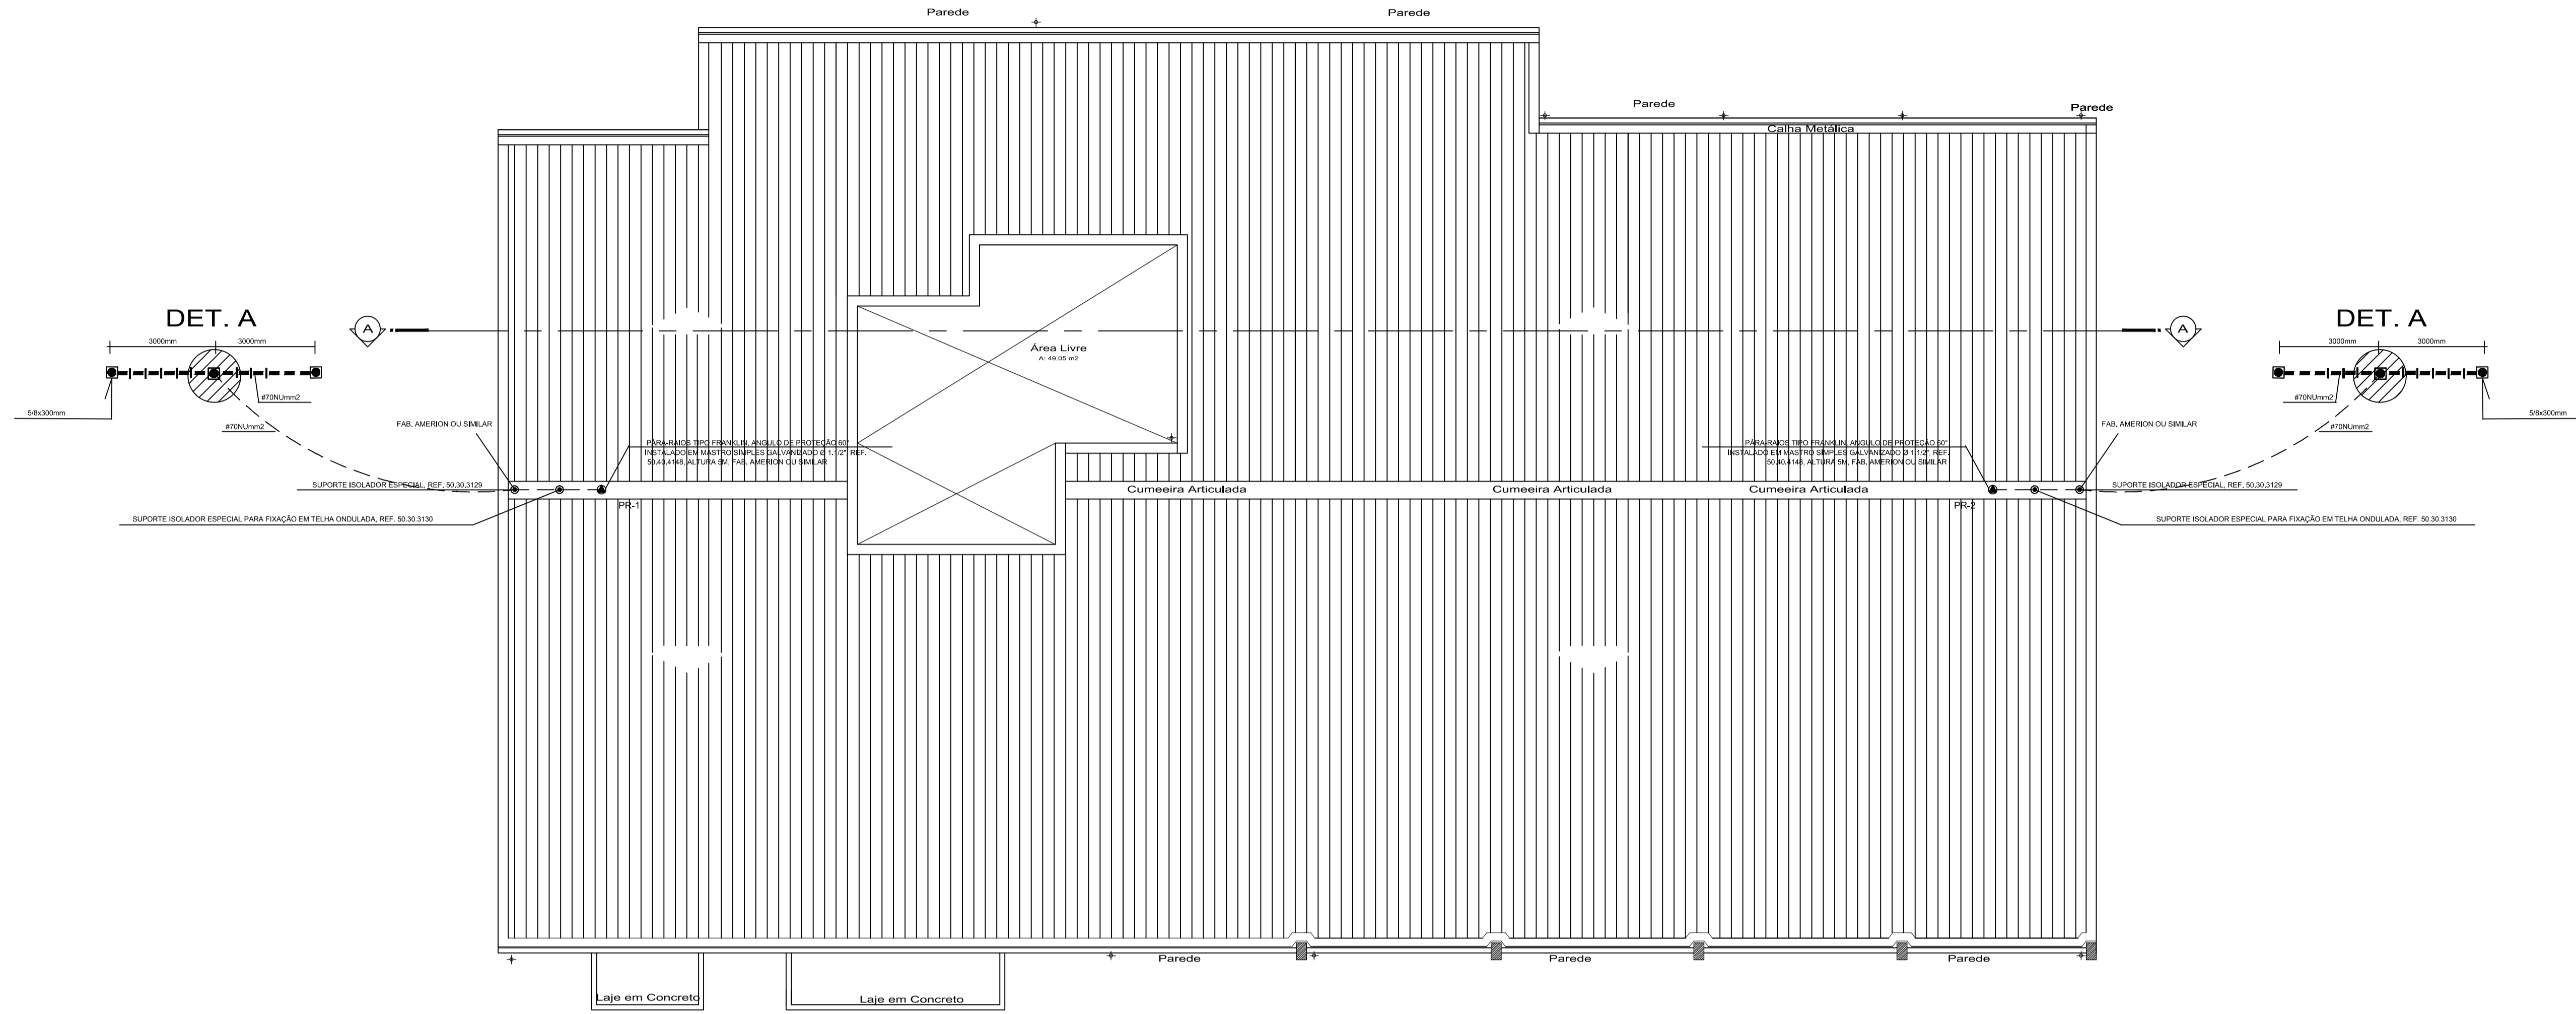 Parede
Parede
Parede
Parede
Calha Metálica
DET. A
3000mm
3000mm
A
Área Livre
A: 49,05 m2
A
DET. A
3000mm
3000mm
5/8x300mm
#70NUmm2
#70NUmm2
FAB. AMERION OU SIMILAR
PÁRA-RAIOS TIPO FRANKLIN, ANGULO DE PROTEÇÃO 60°
INSTALADO EM MASTRO SIMPLES GALVANIZADO Ø 1.1/2", REF.
50.40.4148, ALTURA 5M, FAB. AMERION OU SIMILAR
SUPORTE ISOLADOR ESPECIAL, REF. 50.30.3129
SUPORTE ISOLADOR ESPECIAL PARA FIXAÇÃO EM TELHA ONDULADA, REF. 50.30.3130
PR-1
Cumeeira Articulada
Cumeeira Articulada
Cumeeira Articulada
PÁRA-RAIOS TIPO FRANKLIN, ANGULO DE PROTEÇÃO 60°
INSTALADO EM MASTRO SIMPLES GALVANIZADO Ø 1.1/2", REF.
50.40.4148, ALTURA 5M, FAB. AMERION OU SIMILAR
PR-2
#70NUmm2
#70NUmm2
5/8x300mm
FAB. AMERION OU SIMILAR
SUPORTE ISOLADOR ESPECIAL, REF. 50.30.3129
SUPORTE ISOLADOR ESPECIAL PARA FIXAÇÃO EM TELHA ONDULADA, REF. 50.30.3130
Parede
Parede
Parede
Laje em Concreto
Laje em Concreto